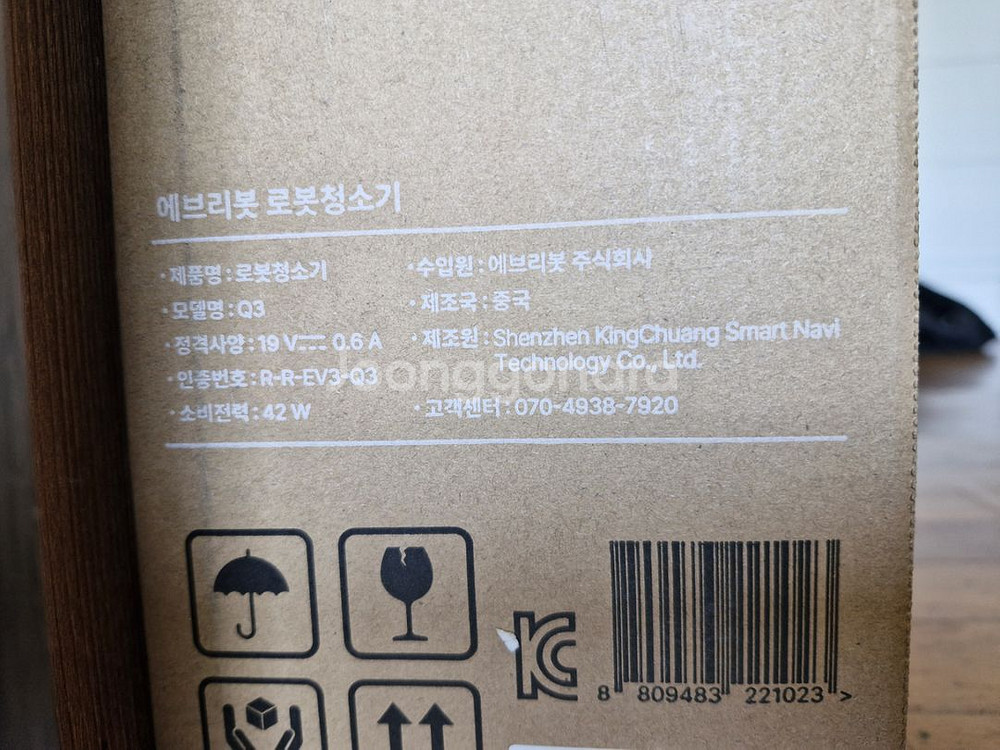 에브리봇 로봇청소기
· 제품명 : 로봇청소기
· 모델명 : Q3
· 정격사양 : 19 V⎓ 0.6 A
· 인증번호 : R-R-EV3-Q3
· 소비전력 : 42 W
· 수입원 : 에브리봇 주식회사
· 제조국 : 중국
· 제조원 : Shenzhen KingChuang Smart Navi
Technology Co., Ltd.
· 고객센터 : 070-4938-7920
Joonggonara
KC
8 809483 221023 >